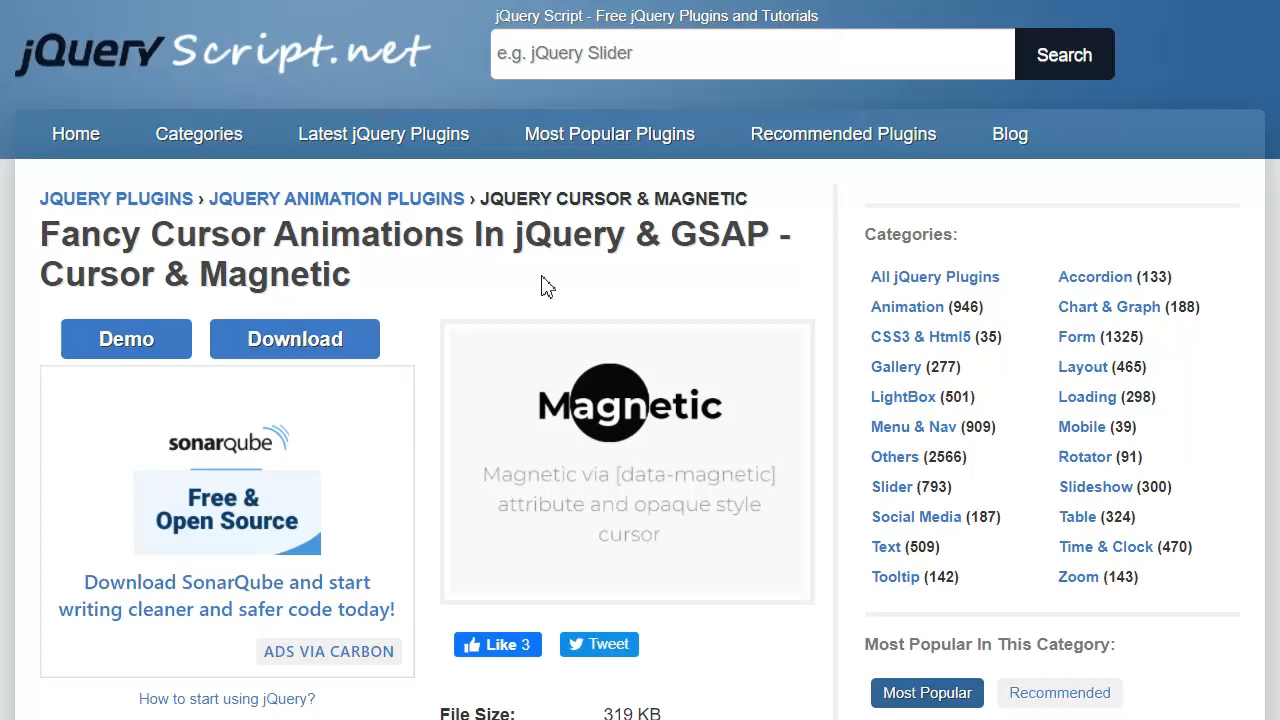 jQuery Script - Free jQuery Plugins and Tutorials
jQuery Script.net
e.g. jQuery Slider
Search
Home
Categories
Latest jQuery Plugins
Most Popular Plugins
Recommended Plugins
Blog
JQUERY PLUGINS › JQUERY ANIMATION PLUGINS › JQUERY CURSOR & MAGNETIC
Fancy Cursor Animations In jQuery & GSAP -
Cursor & Magnetic
Demo
Download
sonarqube
Free &
Open Source
Download SonarQube and start
writing cleaner and safer code today!
ADS VIA CARBON
How to start using jQuery?
Magnetic
Magnetic via [data-magnetic]
attribute and opaque style
cursor
Like 3
Tweet
File Size: 319 KB
Categories:
All jQuery Plugins
Accordion (133)
Animation (946)
Chart & Graph (188)
CSS3 & Html5 (35)
Form (1325)
Gallery (277)
Layout (465)
LightBox (501)
Loading (298)
Menu & Nav (909)
Mobile (39)
Others (2566)
Rotator (91)
Slider (793)
Slideshow (300)
Social Media (187)
Table (324)
Text (509)
Time & Clock (470)
Tooltip (142)
Zoom (143)
Most Popular In This Category:
Most Popular
Recommended